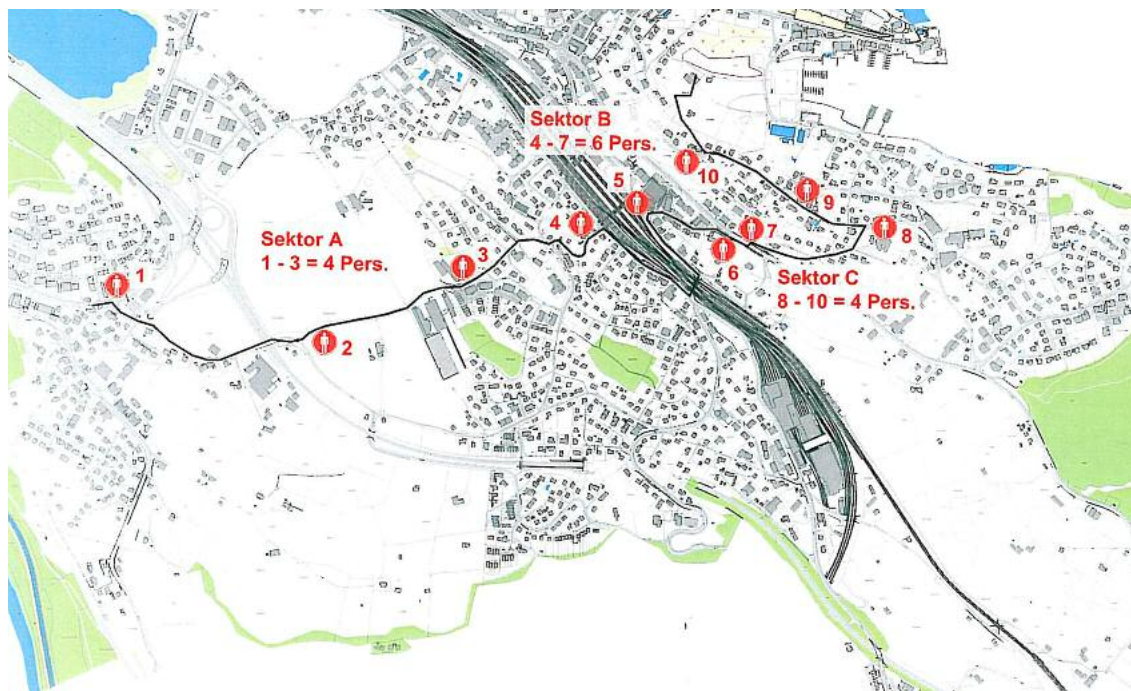 Sektor B
4 - 7 = 6 Pers.
10
5
9
4
7
8
Sektor A
1 - 3 = 4 Pers.
3
6
1
Sektor C
8 - 10 = 4 Pers.
2